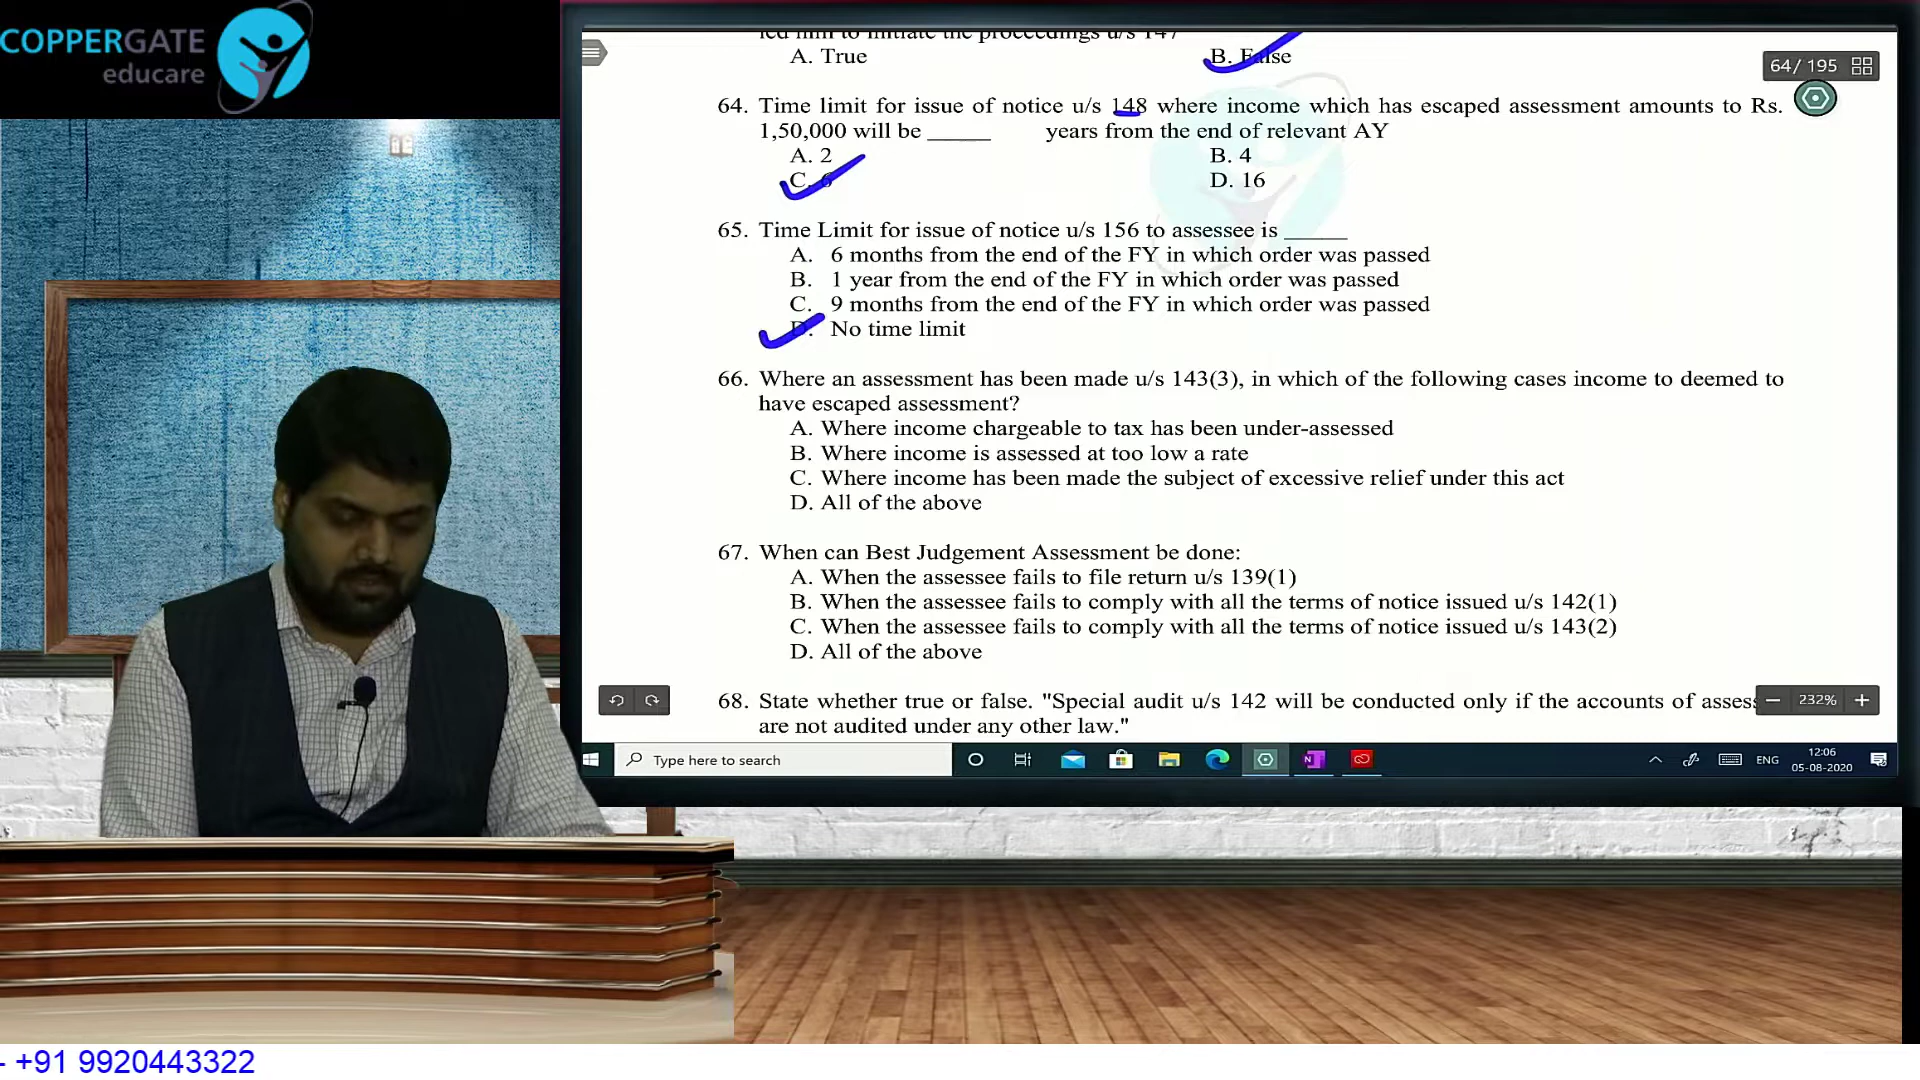 COPPERGATE
educare
led him to initiate the proceedings u/s 147
A. True
B. False
64/ 195
64. Time limit for issue of notice u/s 148 where income which has escaped assessment amounts to Rs.
1,50,000 will be ______ years from the end of relevant AY
A. 2
B. 4
C. 6
D. 16
65. Time Limit for issue of notice u/s 156 to assessee is ______
A. 6 months from the end of the FY in which order was passed
B. 1 year from the end of the FY in which order was passed
C. 9 months from the end of the FY in which order was passed
D. No time limit
66. Where an assessment has been made u/s 143(3), in which of the following cases income to deemed to
have escaped assessment?
A. Where income chargeable to tax has been under-assessed
B. Where income is assessed at too low a rate
C. Where income has been made the subject of excessive relief under this act
D. All of the above
67. When can Best Judgement Assessment be done:
A. When the assessee fails to file return u/s 139(1)
B. When the assessee fails to comply with all the terms of notice issued u/s 142(1)
C. When the assessee fails to comply with all the terms of notice issued u/s 143(2)
D. All of the above
68. State whether true or false. "Special audit u/s 142 will be conducted only if the accounts of assess
are not audited under any other law."
232%
Type here to search
ENG
12:06
05-08-2020
- +91 9920443322